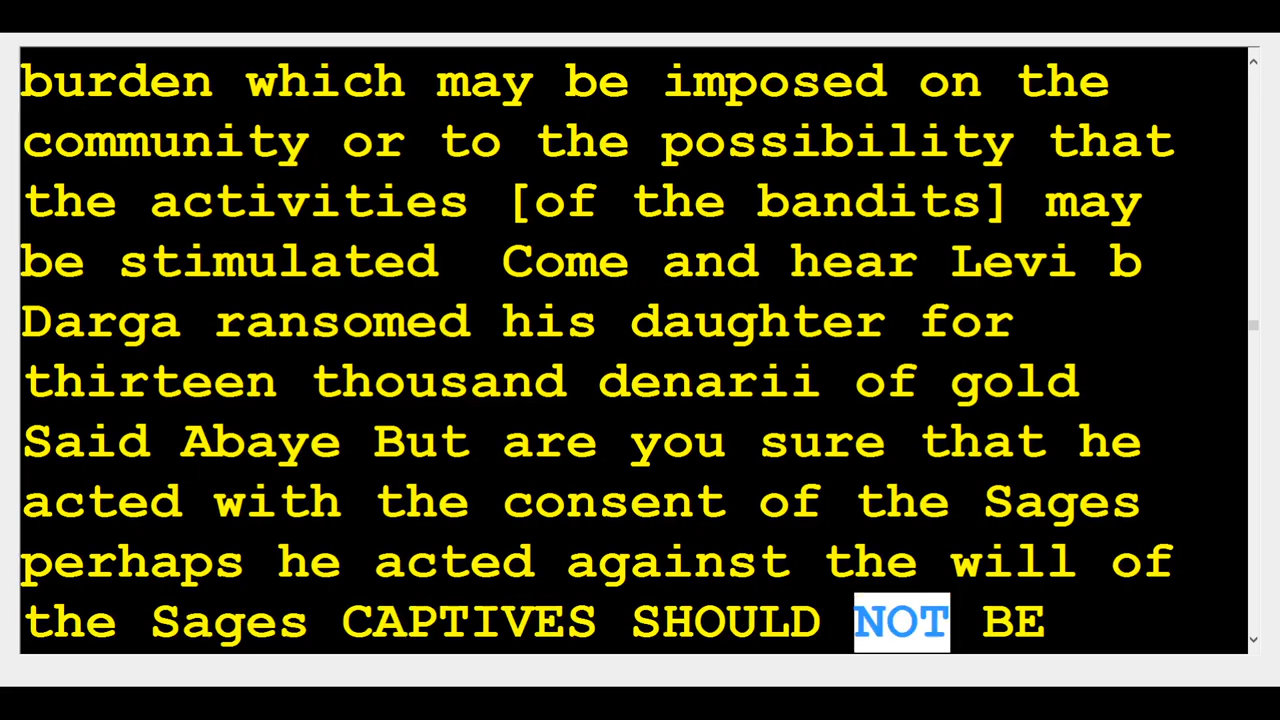 burden which may be imposed on the
community or to the possibility that
the activities [of the bandits] may
be stimulated  Come and hear Levi b
Darga ransomed his daughter for
thirteen thousand denarii of gold
Said Abaye But are you sure that he
acted with the consent of the Sages
perhaps he acted against the will of
the Sages CAPTIVES SHOULD NOT BE